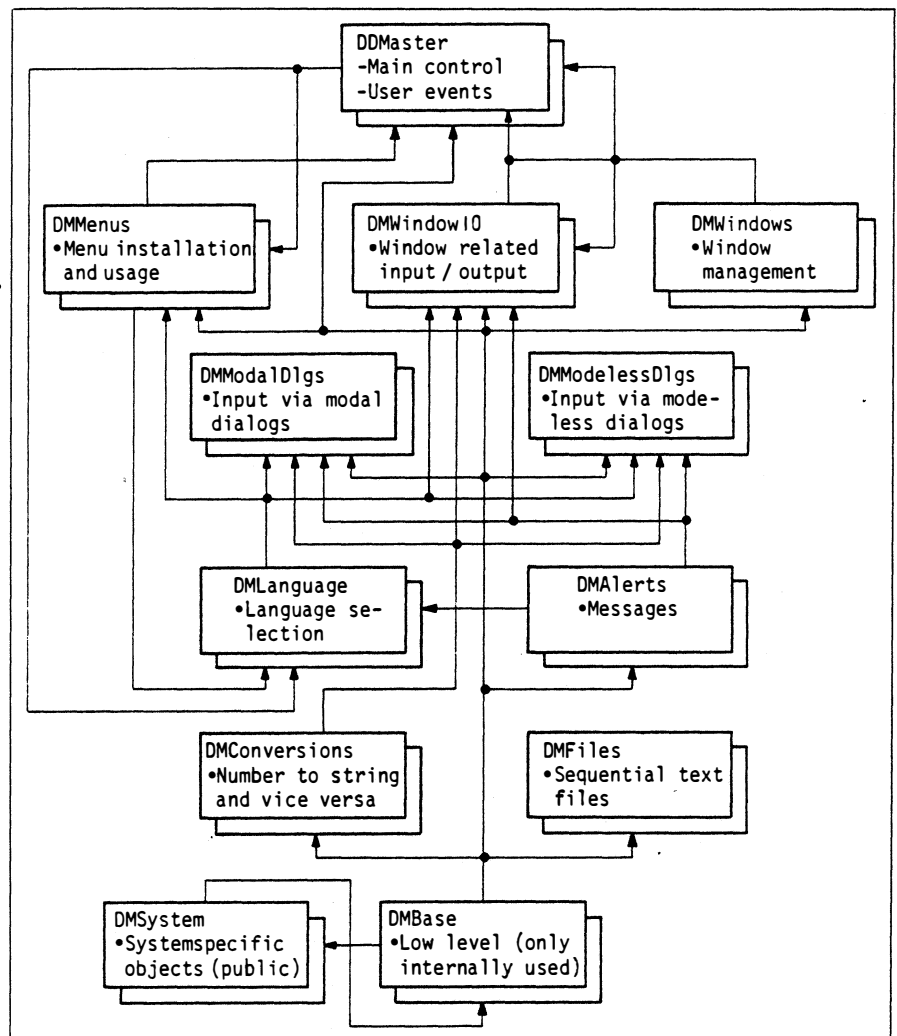 DDMaster
-Main control
-User events
DMMenus
•Menu installation
and usage
DMWindowIO
•Window related
input / output
DMWindows
•Window
management
DMModalDlgs
•Input via modal
dialogs
DMModelessDlgs
•Input via mode-
less dialogs
DMLanguage
•Language se-
lection
DMAlerts
•Messages
DMConversions
•Number to string
and vice versa
DMFiles
•Sequential text
files
DMSystem
•Systemspecific
objects (public)
DMBase
•Low level (only
internally used)